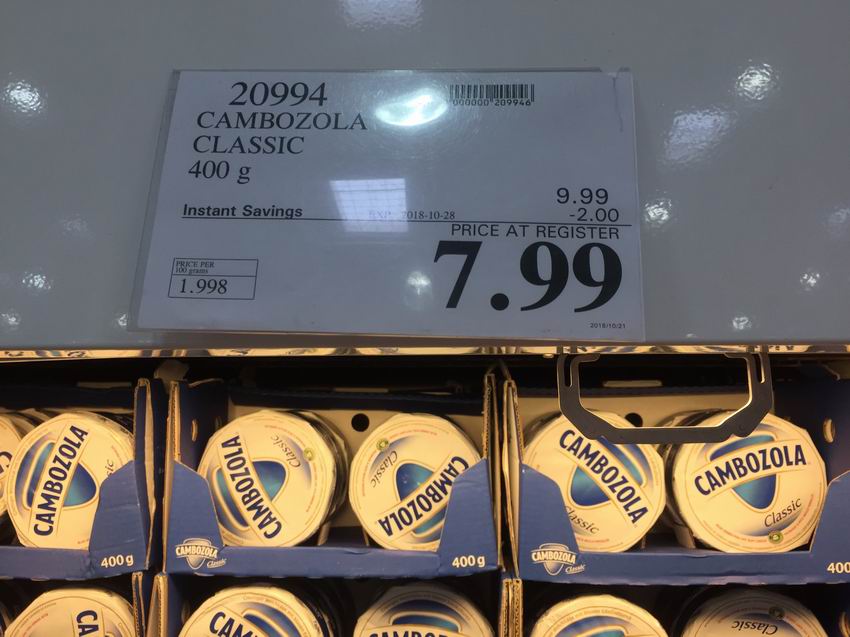 20994
000000"209946
CAMBOZOLA
CLASSIC
400 g
9.99
Instant Savings EXP. 2018-10-28 -2.00
PRICE AT REGISTER
7.99
PRICE PER
100 grams
1.998
2018/10/21
CAMBOZOLA
CAMBOZOLA
Classic
CAMBOZOLA
Classic
CAMBOZOLA
Classic
CAMBOZOLA
Classic
400g
CAMBOZOLA
Classic
400g
CAMBOZOLA
Classic
400
CAMBOZOLA
Classic